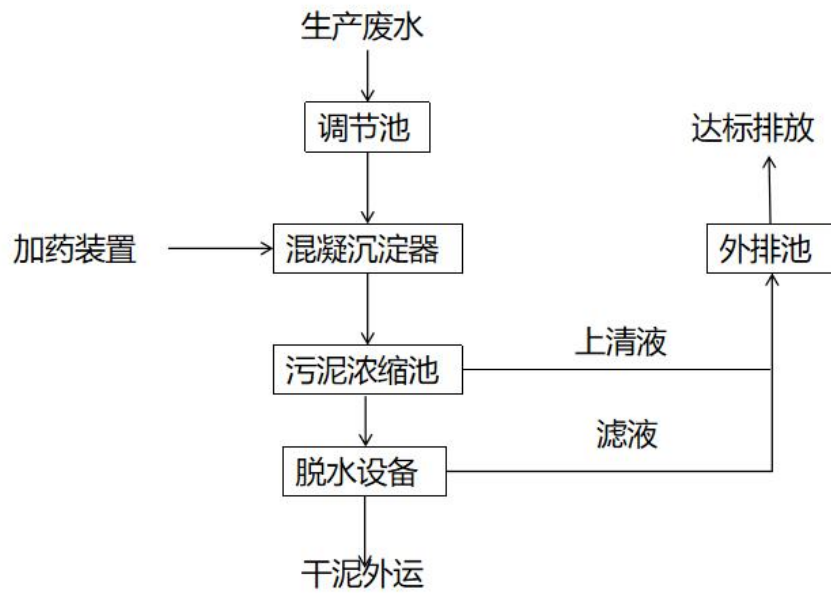 生产废水
调节池
达标排放
加药装置
混凝沉淀器
外排池
上清液
污泥浓缩池
滤液
脱水设备
干泥外运